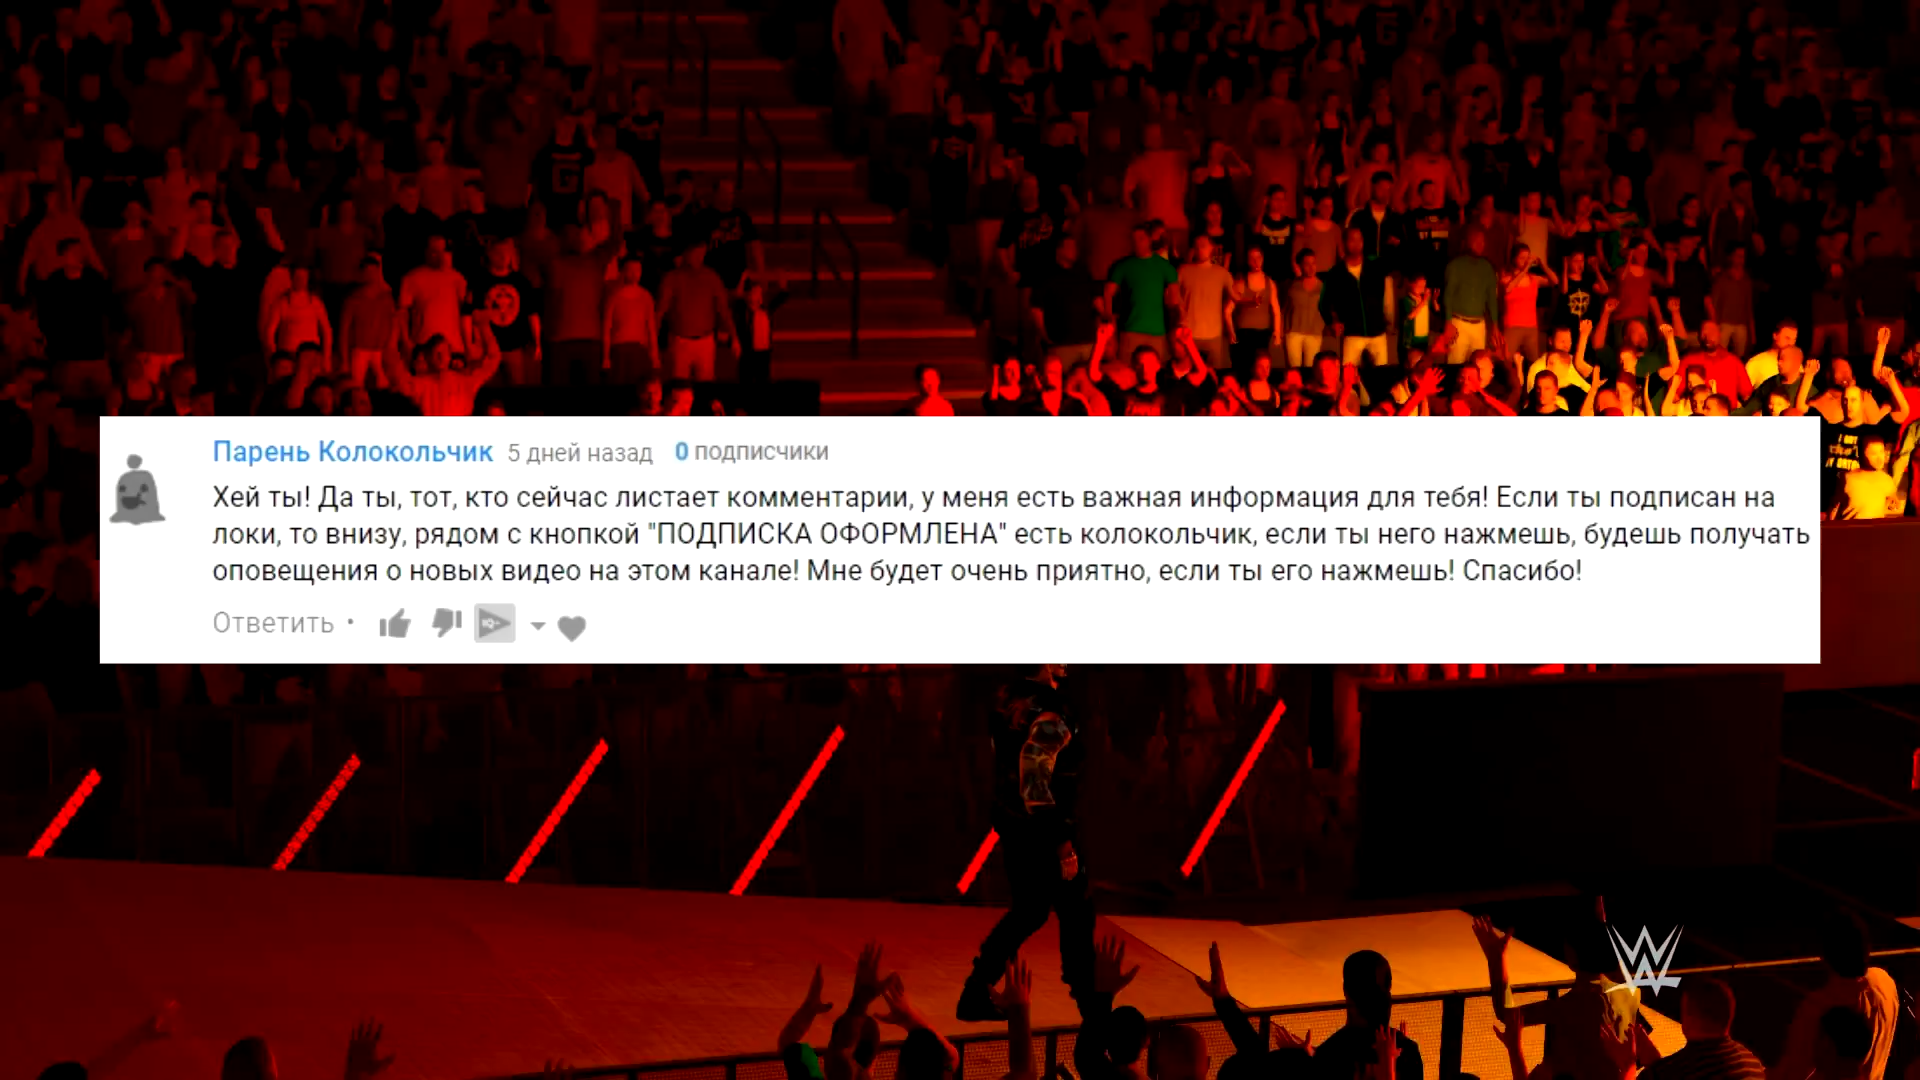 Парень Колокольчик 5 дней назад 0 подписчики
Хей ты! Да ты, тот, кто сейчас листает комментарии, у меня есть важная информация для тебя! Если ты подписан на
локи, то внизу, рядом с кнопкой "ПОДПИСКА ОФОРМЛЕНА" есть колокольчик, если ты него нажмешь, будешь получать
оповещения о новых видео на этом канале! Мне будет очень приятно, если ты его нажмешь! Спасибо!
Ответить •